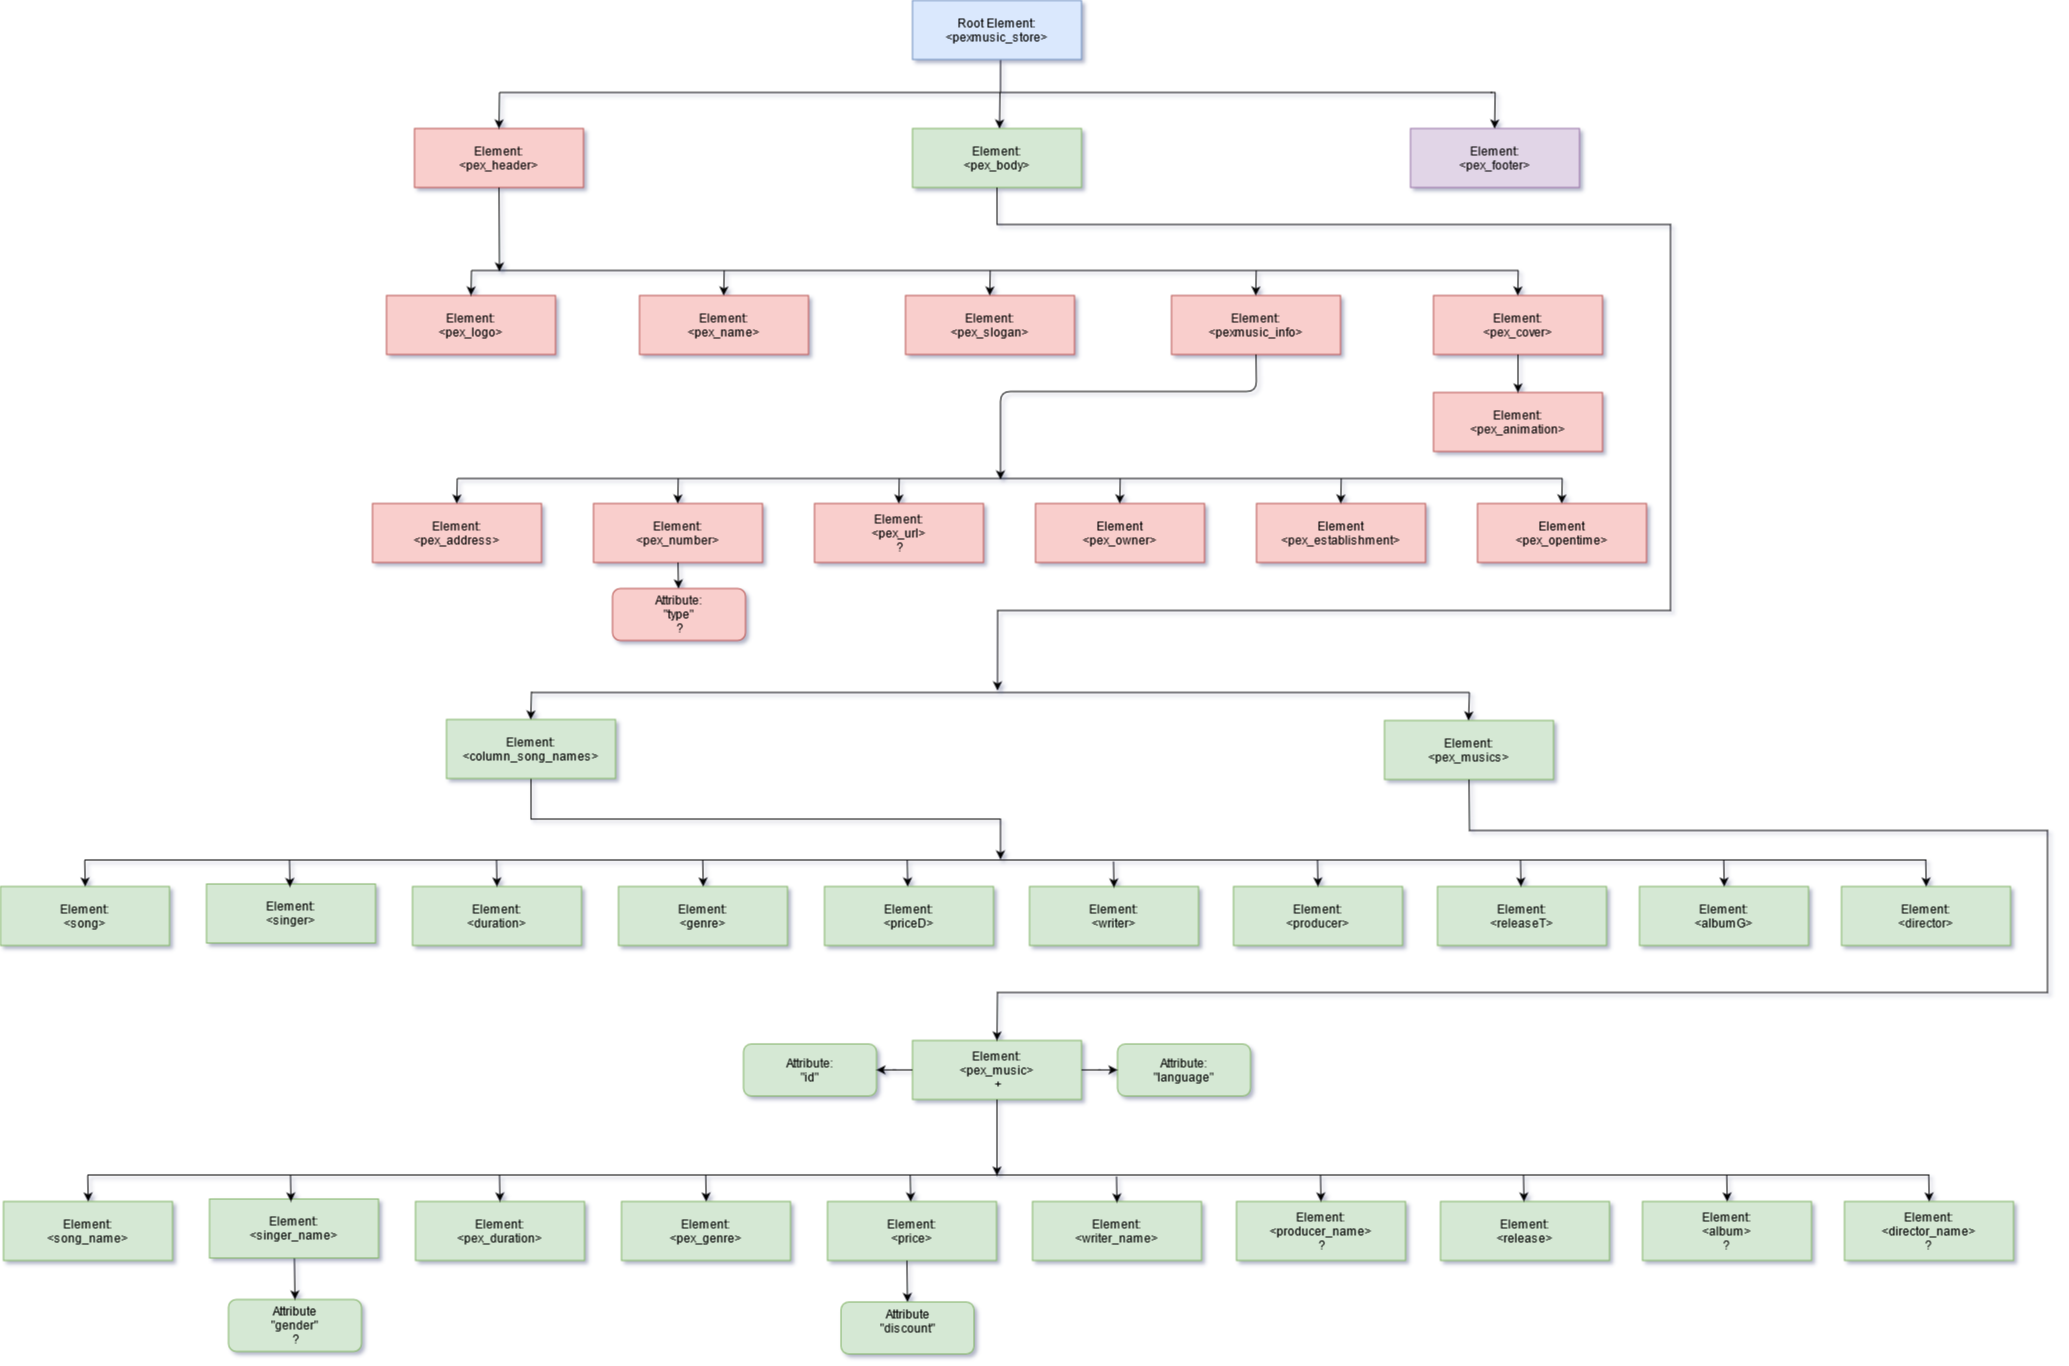 Root Element:
<pexmusic_store>
Element:
<pex_header>
Element:
<pex_body>
Element:
<pex_footer>
Element:
<pex_logo>
Element:
<pex_name>
Element:
<pex_slogan>
Element:
<pexmusic_info>
Element:
<pex_cover>
Element:
<pex_animation>
Element:
<pex_address>
Element:
<pex_number>
Element:
<pex_url>
?
Element
<pex_owner>
Element
<pex_establishment>
Element
<pex_opentime>
Attribute:
"type"
?
Element:
<column_song_names>
Element:
<pex_musics>
Element:
<song>
Element:
<singer>
Element:
<duration>
Element:
<genre>
Element:
<priceD>
Element:
<writer>
Element:
<producer>
Element:
<releaseT>
Element:
<albumG>
Element:
<director>
Attribute:
"id"
Element:
<pex_music>
+
Attribute:
"language"
Element:
<song_name>
Element:
<singer_name>
Element:
<pex_duration>
Element:
<pex_genre>
Element:
<price>
Element:
<writer_name>
Element:
<producer_name>
?
Element:
<release>
Element:
<album>
?
Element:
<director_name>
?
Attribute
"gender"
?
Attribute
"discount"